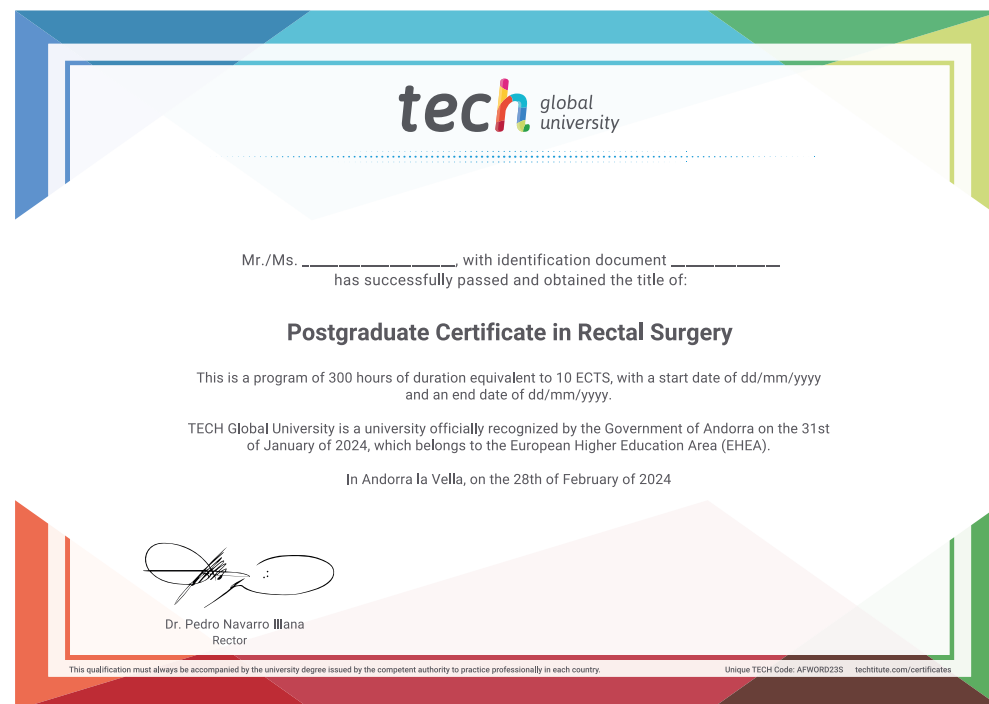 tech global university
Mr./Ms. ____________________, with identification document ______________
has successfully passed and obtained the title of:
Postgraduate Certificate in Rectal Surgery
This is a program of 300 hours of duration equivalent to 10 ECTS, with a start date of dd/mm/yyyy
and an end date of dd/mm/yyyy.
TECH Global University is a university officially recognized by the Government of Andorra on the 31st
of January of 2024, which belongs to the European Higher Education Area (EHEA).
In Andorra la Vella, on the 28th of February of 2024
Dr. Pedro Navarro Illana
Rector
This qualification must always be accompanied by the university degree issued by the competent authority to practice professionally in each country.
Unique TECH Code: AFWORD23S techtitute.com/certificates